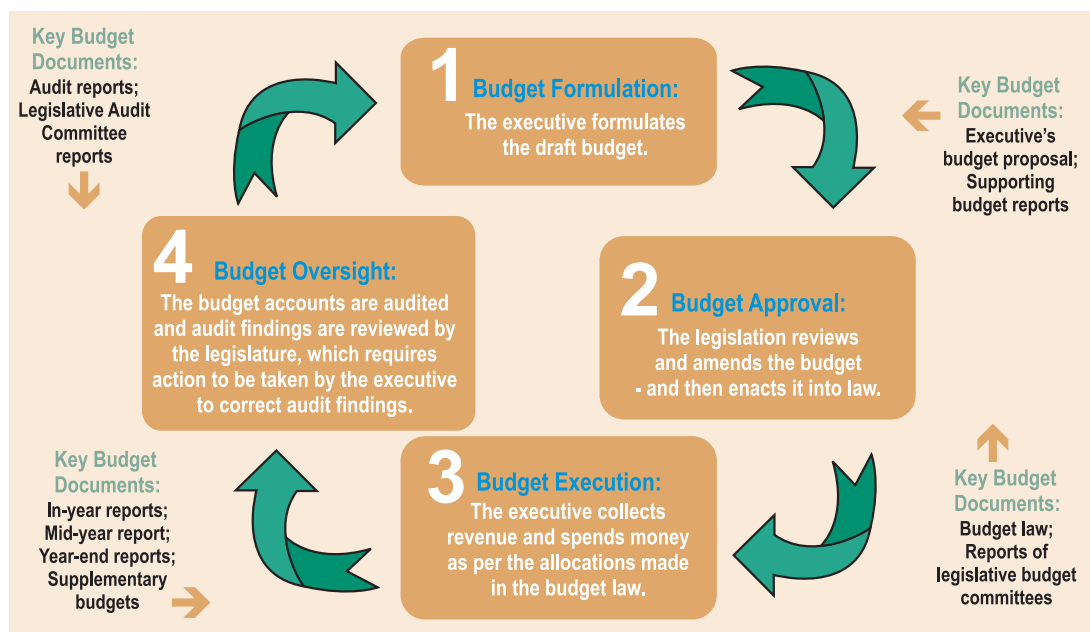 Key Budget
Documents:
Audit reports;
Legislative Audit
Committee
reports
1
Budget Formulation:
The executive formulates
the draft budget.
Key Budget
Documents:
Executive's
budget proposal;
Supporting
budget reports
4
Budget Oversight:
The budget accounts are audited
and audit findings are reviewed by
the legislature, which requires
action to be taken by the executive
to correct audit findings.
2
Budget Approval:
The legislation reviews
and amends the budget
- and then enacts it into law.
Key Budget
Documents:
In-year reports;
Mid-year report;
Year-end reports;
Supplementary
budgets
3
Budget Execution:
The executive collects
revenue and spends money
as per the allocations made
in the budget law.
Key Budget
Documents:
Budget law;
Reports of
legislative budget
committees